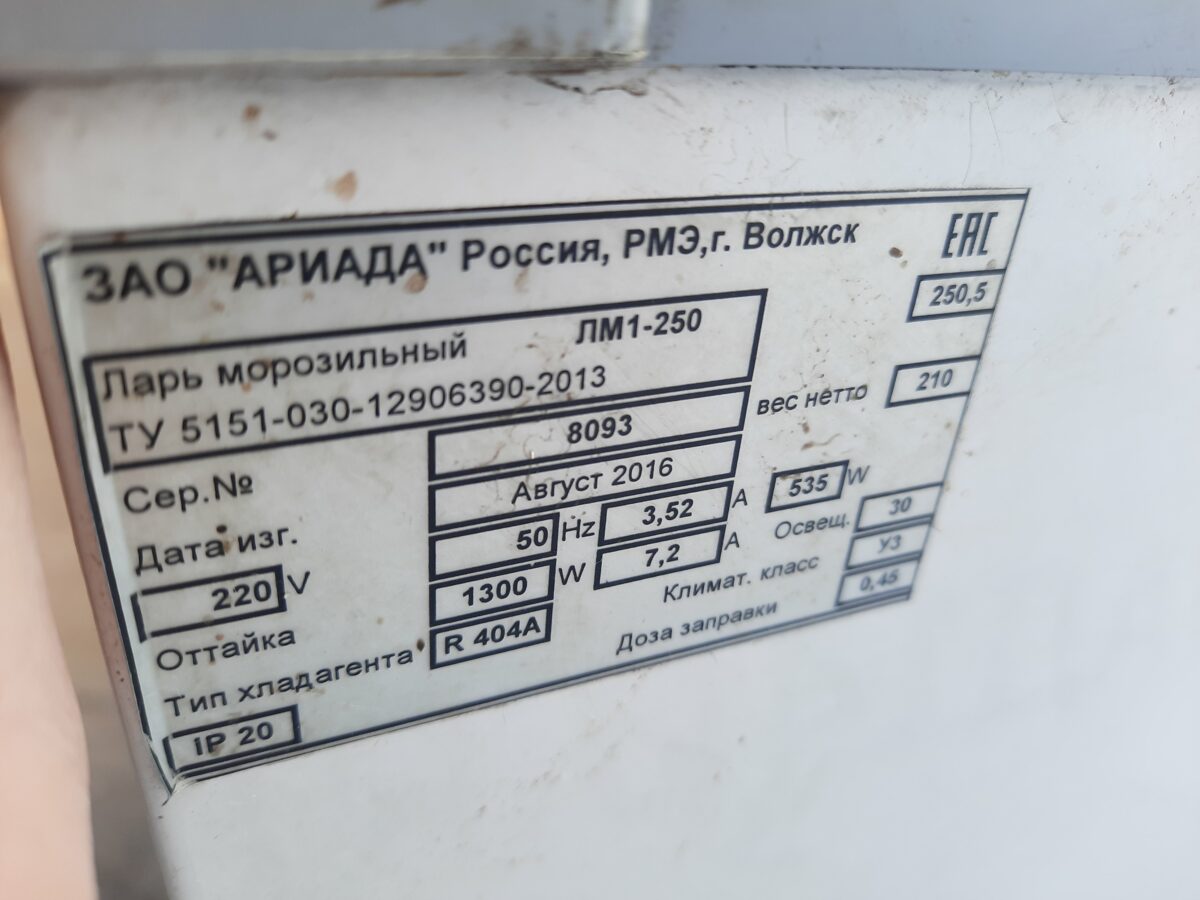 ЗАО "АРИАДА" Россия, РМЭ,г. Волжск
EAC
250,5
Ларь морозильный ЛМ1-250
ТУ 5151-030-12906390-2013
Сер.№ 8093 вес нетто 210
Дата изг. Август 2016
220 V 50 Hz 3,52 A 535 W
Оттайка 1300 W 7,2 A Освещ. 30
Тип хладагента R 404A Климат. класс У3
IP 20 Доза заправки 0,45